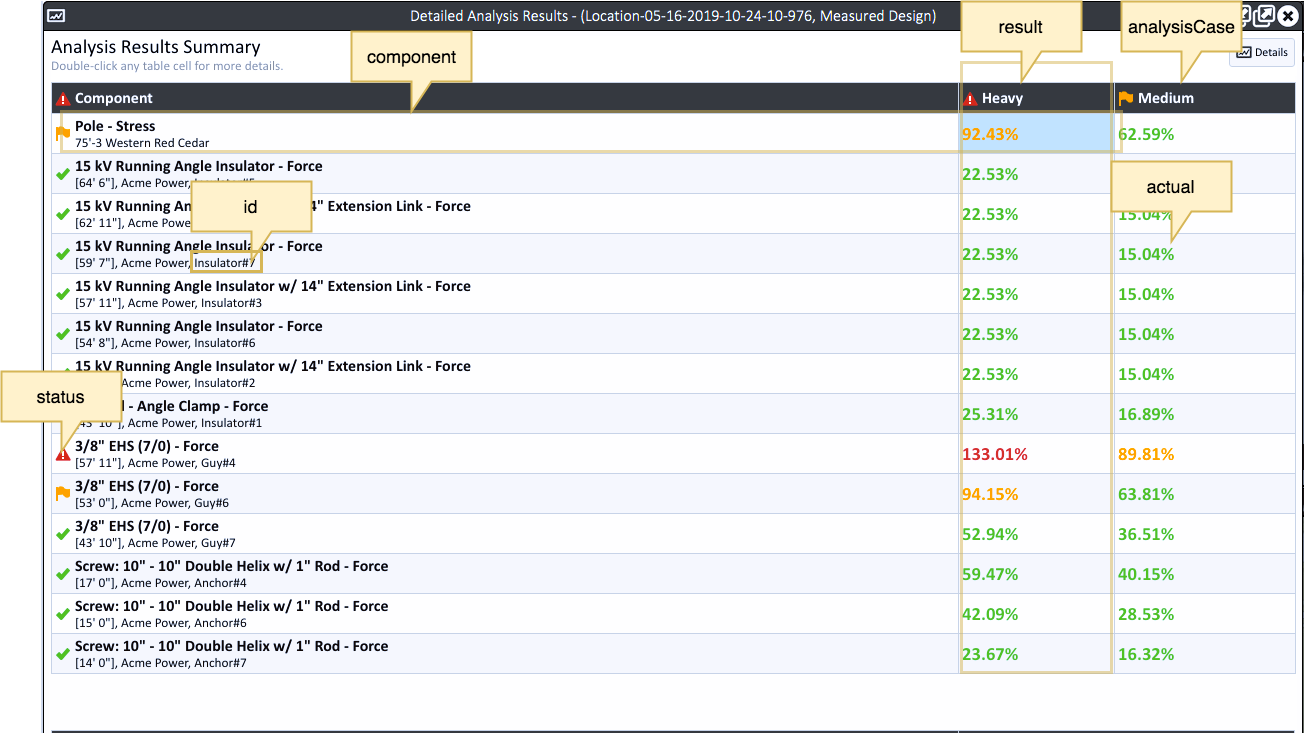 Detailed Analysis Results - (Location-05-16-2019-10-24-10-976, Measured Design)
Analysis Results Summary
Double-click any table cell for more details.
component
result
analysisCase
Details
Component Heavy Medium
Pole - Stress
75'-3 Western Red Cedar
92.43% 62.59%
15 kV Running Angle Insulator - Force
[64' 6"], Acme Power,
22.53%
actual
id
15 kV Running 4" Extension Link - Force
[62' 11"], Acme
22.53% 15.04%
15 kV Running Angle Insulator - Force
[59' 7"], Acme Power, Insulator#7
22.53% 15.04%
15 kV Running Angle Insulator w/ 14" Extension Link - Force
[57' 11"], Acme Power, Insulator#3
22.53% 15.04%
15 kV Running Angle Insulator - Force
[54' 8"], Acme Power, Insulator#6
22.53% 15.04%
15 kV Running Angle Insulator w/ 14" Extension Link - Force
Acme Power, Insulator#2
22.53% 15.04%
status
- Angle Clamp - Force
Acme Power, Insulator#1
25.31% 16.89%
3/8" EHS (7/0) - Force
[57' 11"], Acme Power, Guy#4
133.01% 89.81%
3/8" EHS (7/0) - Force
[53' 0"], Acme Power, Guy#6
94.15% 63.81%
3/8" EHS (7/0) - Force
[43' 10"], Acme Power, Guy#7
52.94% 36.51%
Screw: 10" - 10" Double Helix w/ 1" Rod - Force
[17' 0"], Acme Power, Anchor#4
59.47% 40.15%
Screw: 10" - 10" Double Helix w/ 1" Rod - Force
[15' 0"], Acme Power, Anchor#6
42.09% 28.53%
Screw: 10" - 10" Double Helix w/ 1" Rod - Force
[14' 0"], Acme Power, Anchor#7
23.67% 16.32%